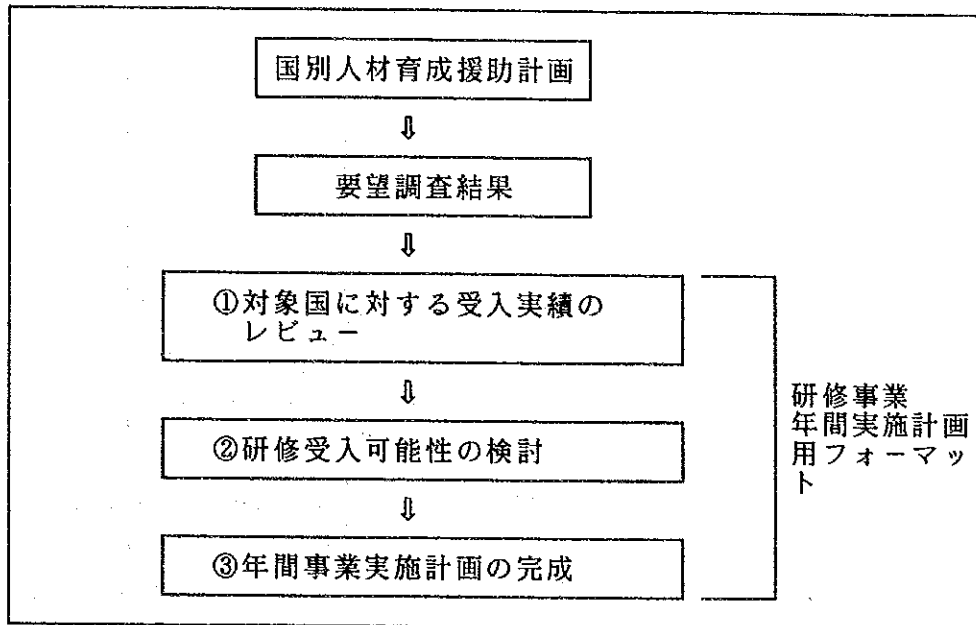 国別人材育成援助計画
⇩
要望調査結果
⇩
①対象国に対する受入実績の
レビュー
⇩
②研修受入可能性の検討
⇩
③年間事業実施計画の完成
研修事業
年間実施計画
用フォーマッ
ト